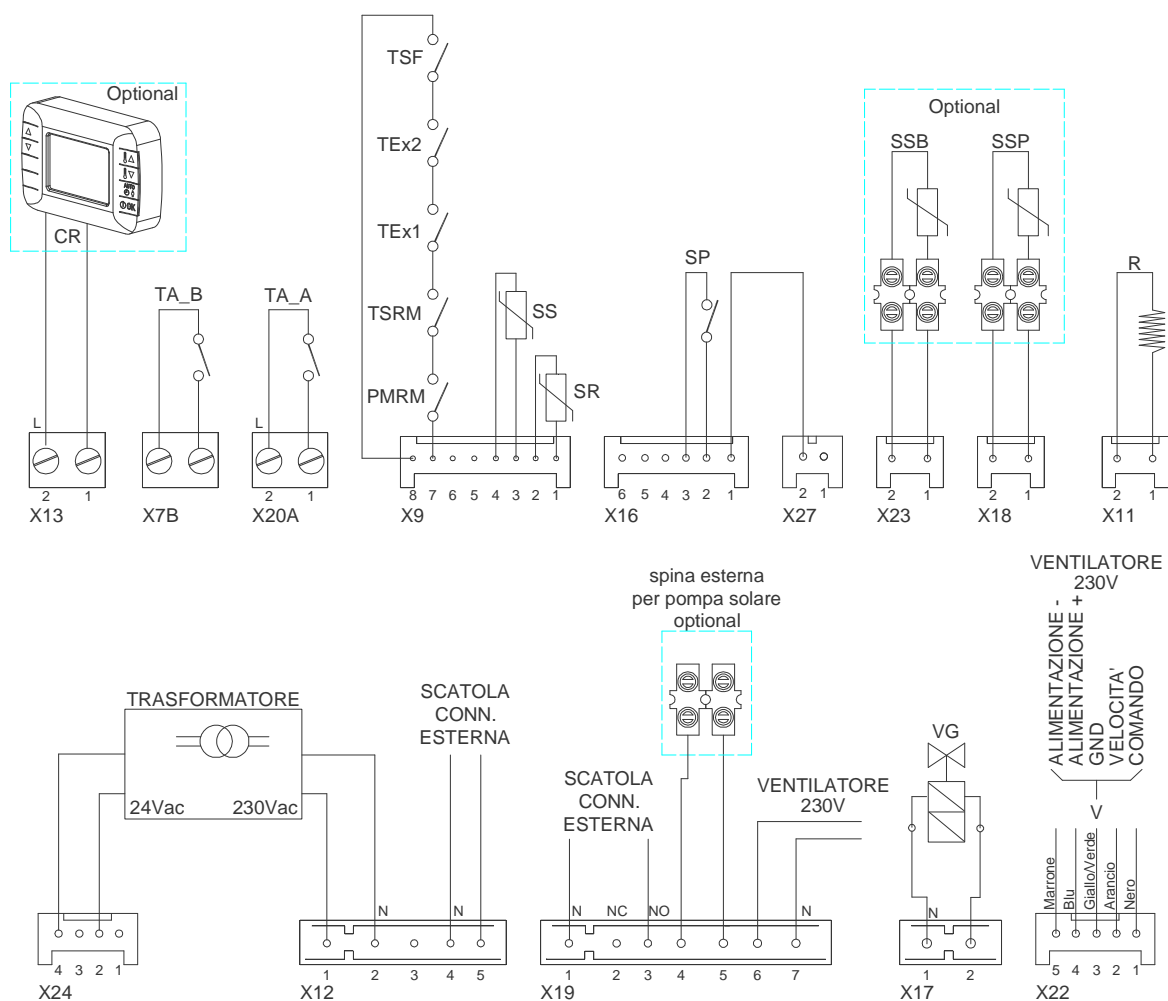 Optional
AUTO
OK
CR
TSF
TEx2
TEx1
TSRM
PMRM
TA_B
TA_A
SS
SR
SP
Optional
SSB
SSP
R
L
2 1
X13
X7B
L
2 1
X20A
8 7 6 5 4 3 2 1
X9
6 5 4 3 2 1
X16
2 1
X27
2 1
X23
2 1
X18
2 1
X11
TRASFORMATORE
24Vac 230Vac
4 3 2 1
X24
SCATOLA
CONN.
ESTERNA
N N
1 2 3 4 5
X12
spina esterna
per pompa solare
optional
SCATOLA
CONN.
ESTERNA
VENTILATORE
230V
N NC NO N
1 2 3 4 5 6 7
X19
VG
N
1 2
X17
VENTILATORE
230V
ALIMENTAZIONE -
ALIMENTAZIONE +
GND
VELOCITA'
COMANDO
V
Marrone
Blu
Giallo/Verde
Arancio
Nero
5 4 3 2 1
X22